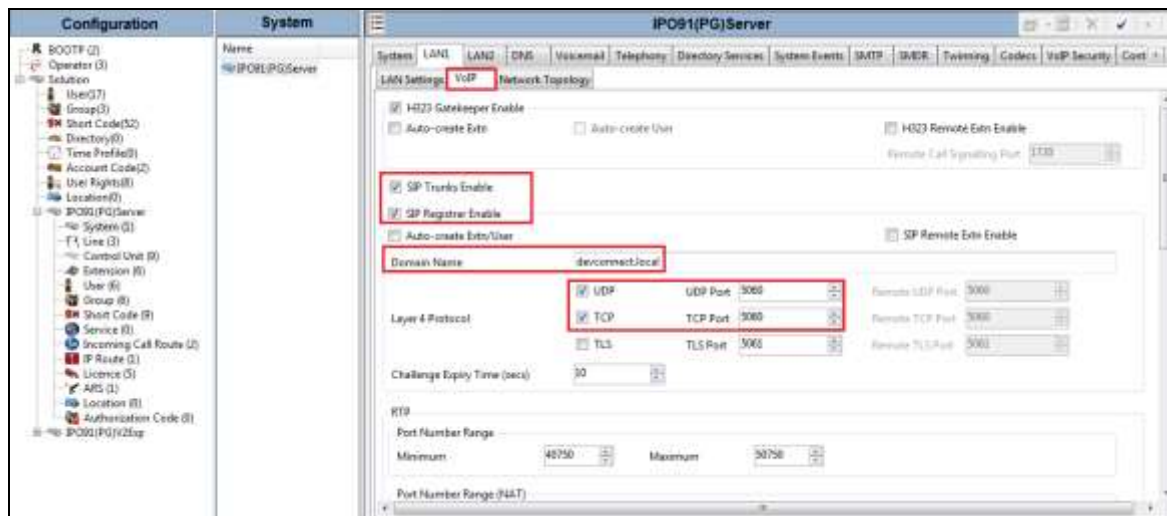 Configuration
BOOTP (2)
Operator (3)
Solution
User(17)
Group(3)
Short Code(52)
Directory(0)
Time Profile(0)
Account Code(2)
User Rights(8)
Location(0)
IPO91(PG)Server
System (1)
Line (3)
Control Unit (9)
Extension (6)
User (6)
Group (8)
Short Code (9)
Service (0)
Incoming Call Route (2)
IP Route (1)
Licence (5)
ARS (1)
Location (0)
Authorization Code (0)
IPO91(PG)V2Exp
System
Name
IPO91(PG)Server
IPO91(PG)Server
System LAN1 LAN2 DNS Voicemail Telephony Directory Services System Events SMTP SMDR Twinning Codecs VoIP Security Cont
LAN Settings VoIP Network Topology
H323 Gatekeeper Enable
Auto-create Extn Auto-create User H323 Remote Extn Enable
Remote Call Signalling Port 1720
SIP Trunks Enable
SIP Registrar Enable
Auto-create Extn/User SIP Remote Extn Enable
Domain Name devconnect.local
UDP UDP Port 5060 Remote UDP Port 5060
Layer 4 Protocol TCP TCP Port 5060 Remote TCP Port 5060
TLS TLS Port 5061 Remote TLS Port 5061
Challenge Expiry Time (secs) 10
RTP
Port Number Range
Minimum 40750 Maximum 50750
Port Number Range (NAT)